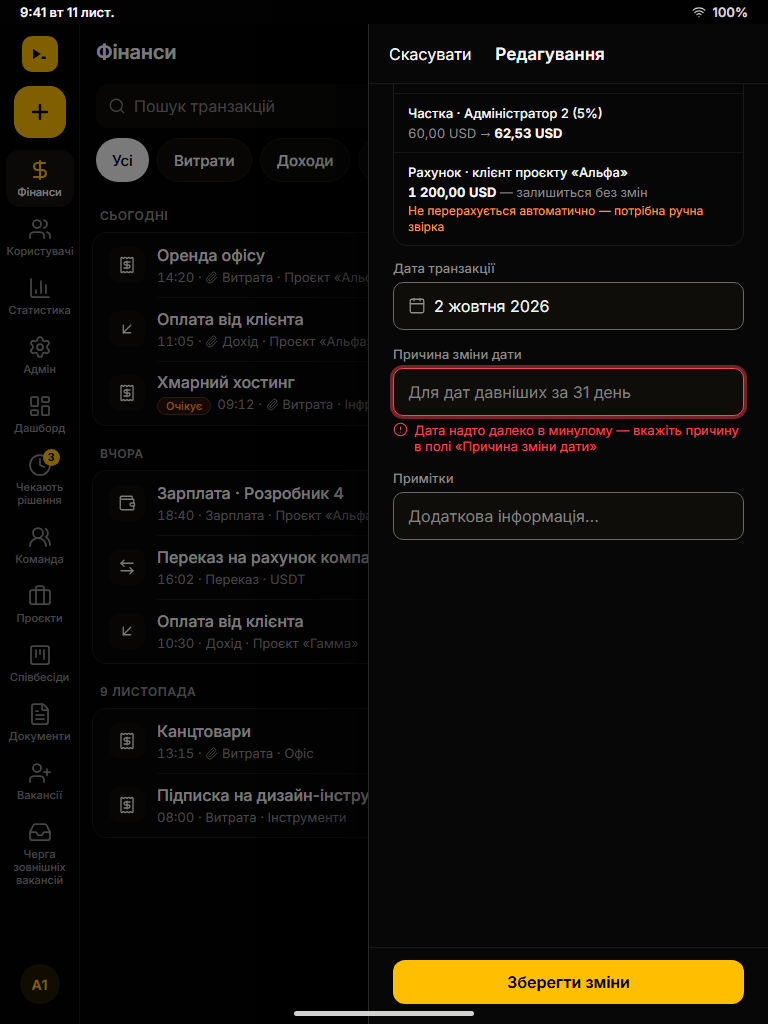 9:41 вт 11 лист.
100%
Фінанси
Користувачі
Статистика
Адмін
Дашборд
3
Чекають
рішення
Команда
Проєкти
Співбесіди
Документи
Вакансії
Черга
зовнішніх
вакансій
А1
Фінанси
Пошук транзакцій
Усі
Витрати
Доходи
СЬОГОДНІ
Оренда офісу
14:20 · Витрата · Проєкт «Аль
Оплата від клієнта
11:05 · Дохід · Проєкт «Альфа
Хмарний хостинг
Очікує 09:12 · Витрата · Інфр
ВЧОРА
Зарплата · Розробник 4
18:40 · Зарплата · Проєкт «Альф
Переказ на рахунок компа
16:02 · Переказ · USDT
Оплата від клієнта
10:30 · Дохід · Проєкт «Гамма»
9 ЛИСТОПАДА
Канцтовари
13:15 · Витрата · Офіс
Підписка на дизайн-інстру
08:00 · Витрата · Інструменти
Скасувати
Редагування
Частка · Адміністратор 2 (5%)
60,00 USD → 62,53 USD
Рахунок · клієнт проєкту «Альфа»
1 200,00 USD — залишиться без змін
Не перерахується автоматично — потрібна ручна
звірка
Дата транзакції
2 жовтня 2026
Причина зміни дати
Для дат давніших за 31 день
Дата надто далеко в минулому — вкажіть причину
в полі «Причина зміни дати»
Примітки
Додаткова інформація...
Зберегти зміни